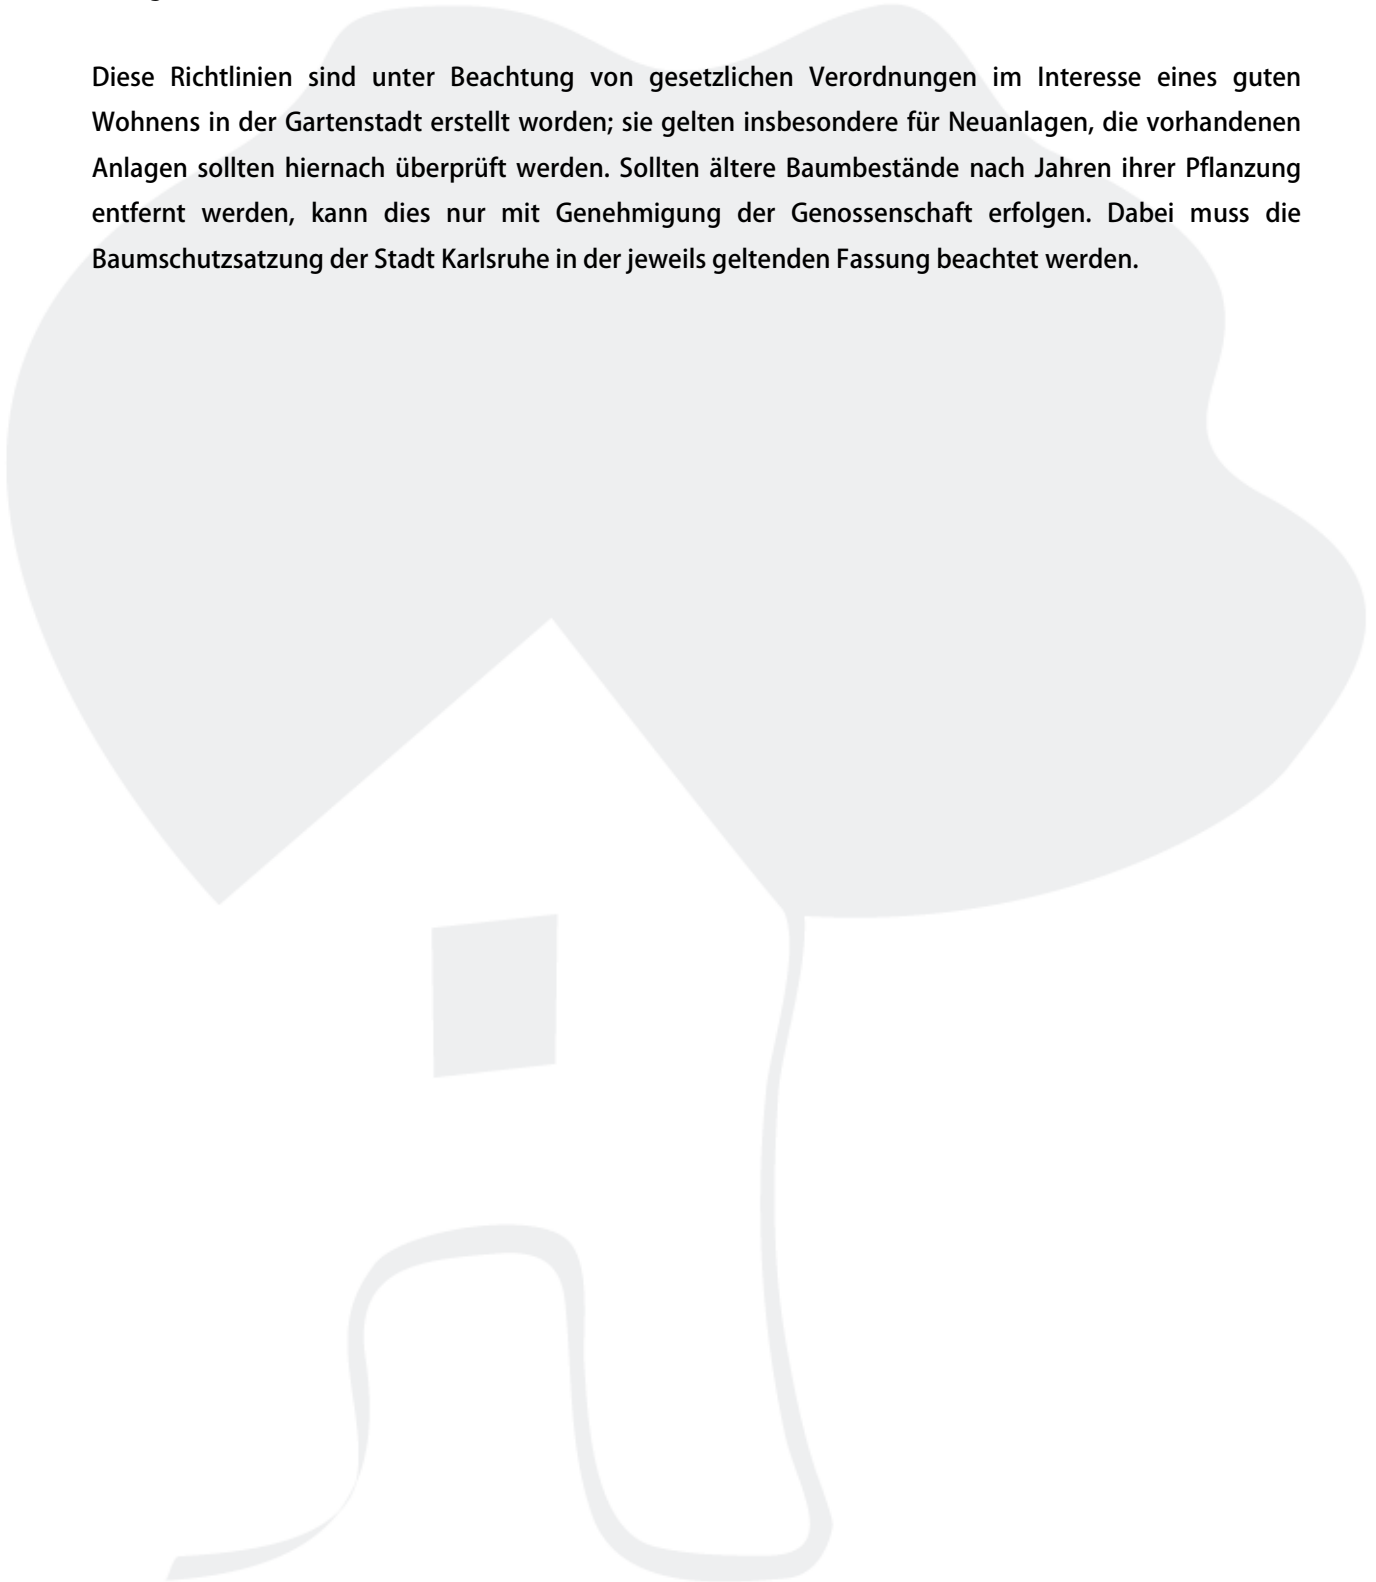 Diese Richtlinien sind unter Beachtung von gesetzlichen Verordnungen im Interesse eines guten
Wohnens in der Gartenstadt erstellt worden; sie gelten insbesondere für Neuanlagen, die vorhandenen
Anlagen sollten hiernach überprüft werden. Sollten ältere Baumbestände nach Jahren ihrer Pflanzung
entfernt werden, kann dies nur mit Genehmigung der Genossenschaft erfolgen. Dabei muss die
Baumschutzsatzung der Stadt Karlsruhe in der jeweils geltenden Fassung beachtet werden.